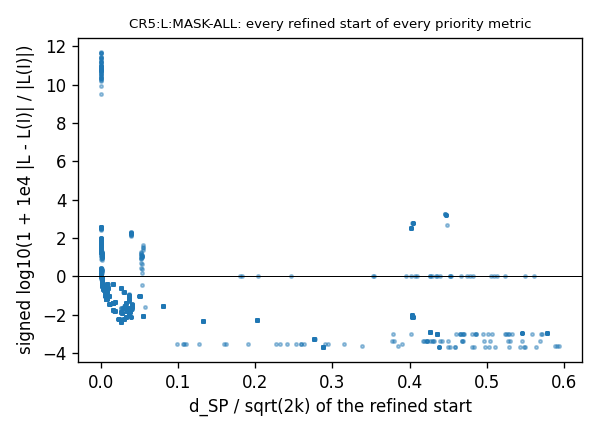 CR5:L:MASK-ALL: every refined start of every priority metric
signed log10(1 + 1e4 |L - L(I)| / |L(I)|)
12
10
8
6
4
2
0
−2
−4
0.0 0.1 0.2 0.3 0.4 0.5 0.6
d_SP / sqrt(2k) of the refined start